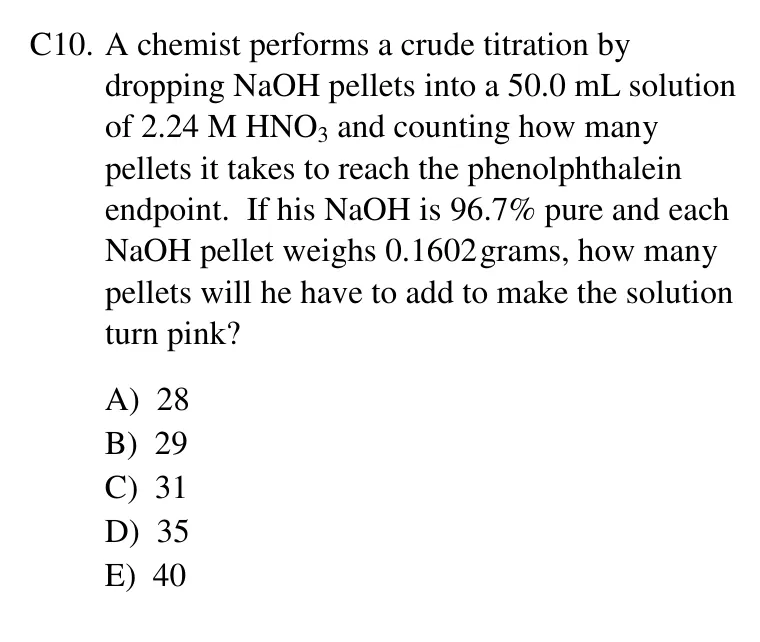 C10. A chemist performs a crude titration by
dropping NaOH pellets into a 50.0 mL solution
of 2.24 M HNO₃ and counting how many
pellets it takes to reach the phenolphthalein
endpoint. If his NaOH is 96.7% pure and each
NaOH pellet weighs 0.1602 grams, how many
pellets will he have to add to make the solution
turn pink?
A) 28
B) 29
C) 31
D) 35
E) 40